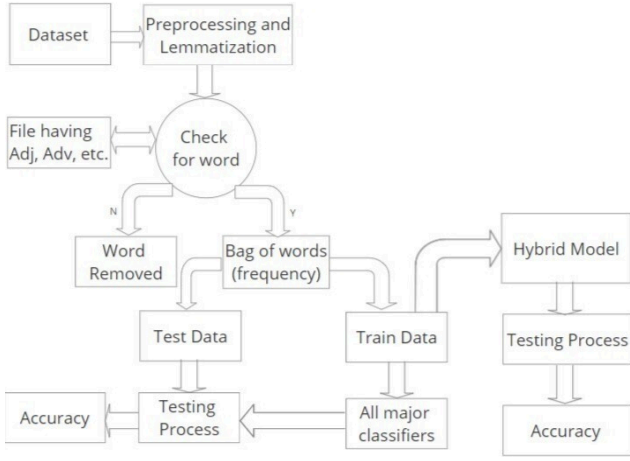 Dataset
Preprocessing and
Lemmatization
File having
Adj, Adv, etc.
Check
for word
N
Y
Word
Removed
Bag of words
(frequency)
Hybrid Model
Test Data
Train Data
Testing Process
Accuracy
Testing
Process
All major
classifiers
Accuracy